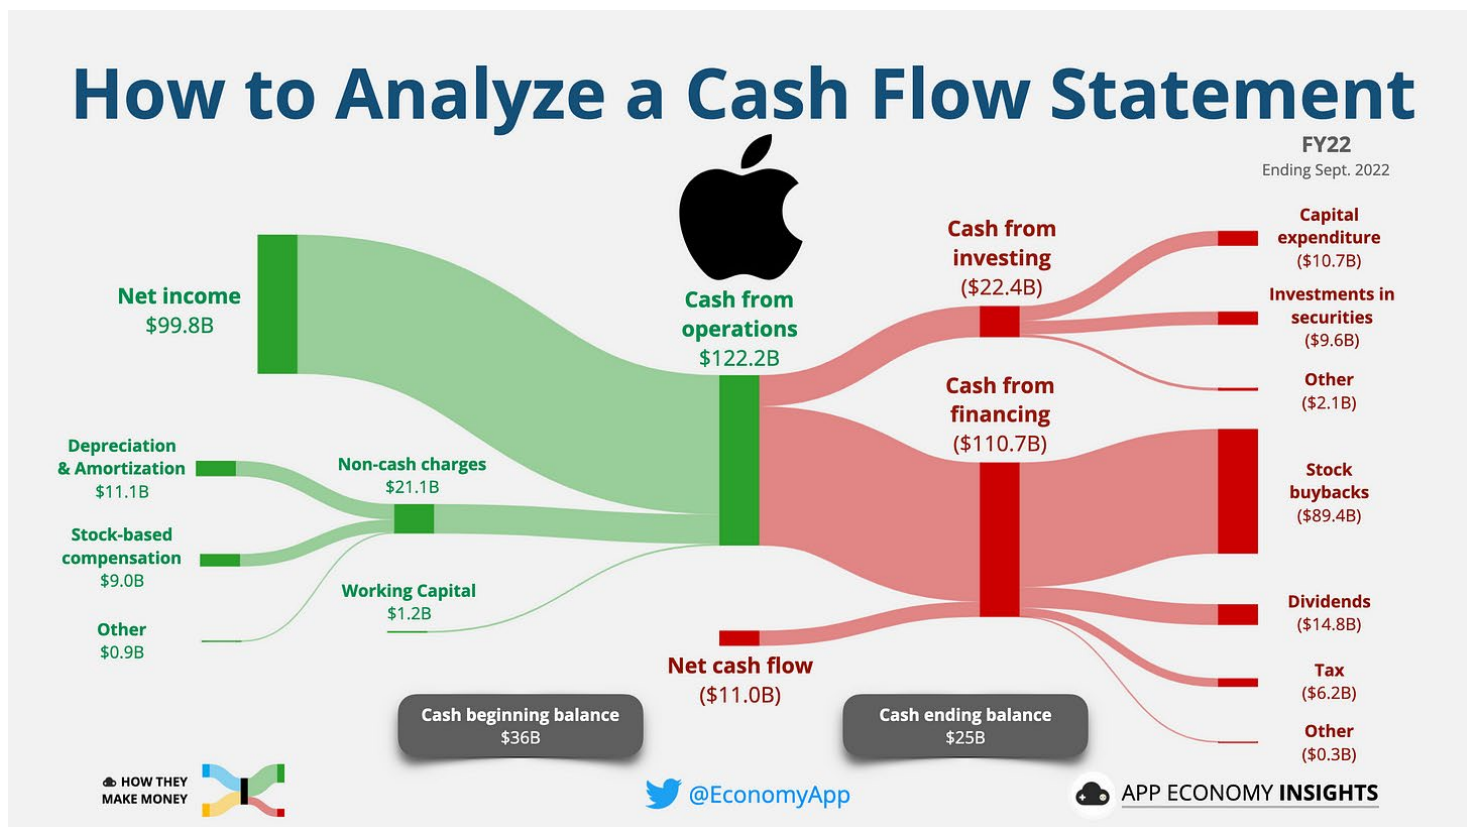 How to Analyze a Cash Flow Statement
FY22
Ending Sept. 2022
Net income
$99.8B
Depreciation
& Amortization
$11.1B
Stock-based
compensation
$9.0B
Other
$0.9B
Non-cash charges
$21.1B
Working Capital
$1.2B
Cash from
operations
$122.2B
Net cash flow
($11.0B)
Cash from
investing
($22.4B)
Cash from
financing
($110.7B)
Capital
expenditure
($10.7B)
Investments in
securities
($9.6B)
Other
($2.1B)
Stock
buybacks
($89.4B)
Dividends
($14.8B)
Tax
($6.2B)
Other
($0.3B)
Cash beginning balance
$36B
Cash ending balance
$25B
HOW THEY
MAKE MONEY
@EconomyApp
APP ECONOMY INSIGHTS